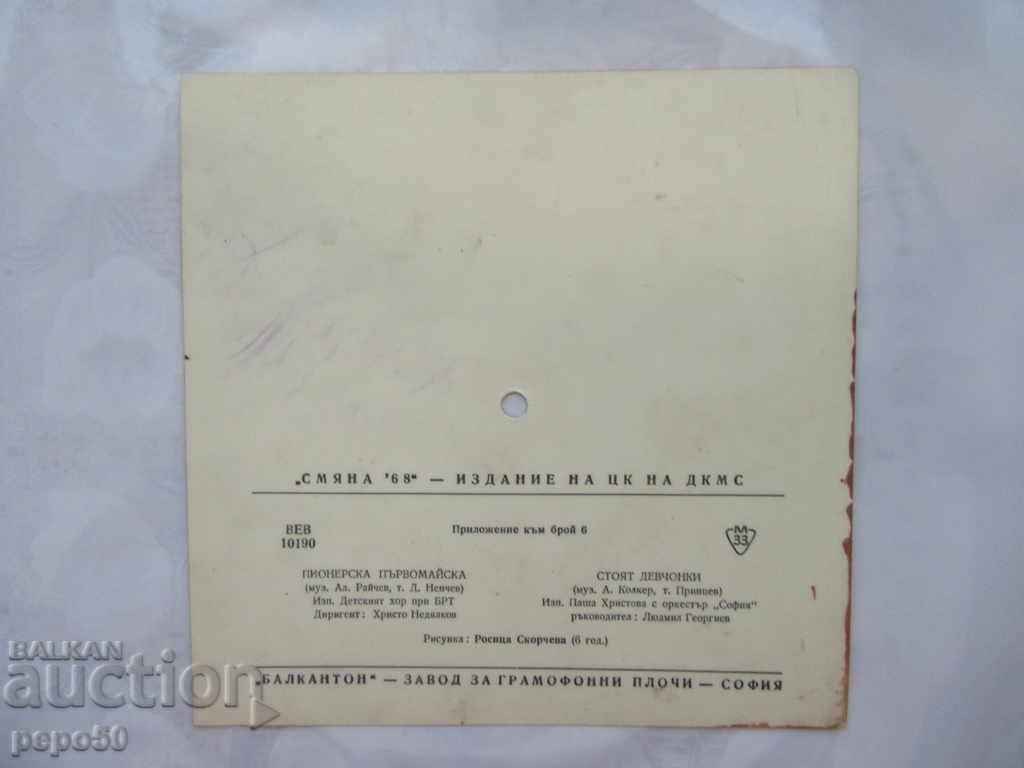 „СМЯНА '68“ — ИЗДАНИЕ НА ЦК НА ДКМС
ВЕВ
10190
Приложение към брой 6
М
33
ПИОНЕРСКА ПЪРВОМАЙСКА
(муз. Ал. Райчев, т. Д. Ненчев)
Изп. Детският хор при БРТ
Диригент: Христо Недялков
СТОЯТ ДЕВЧОНКИ
(муз. А. Колкер, т. Принцев)
Изп. Паша Христова с оркестър „София“
ръководител: Людмил Георгиев
Рисунка: Росица Скорчева (6 год.)
„БАЛКАНТОН“ — ЗАВОД ЗА ГРАМОФОННИ ПЛОЧИ — СОФИЯ
BALKAN
auction
pepo50